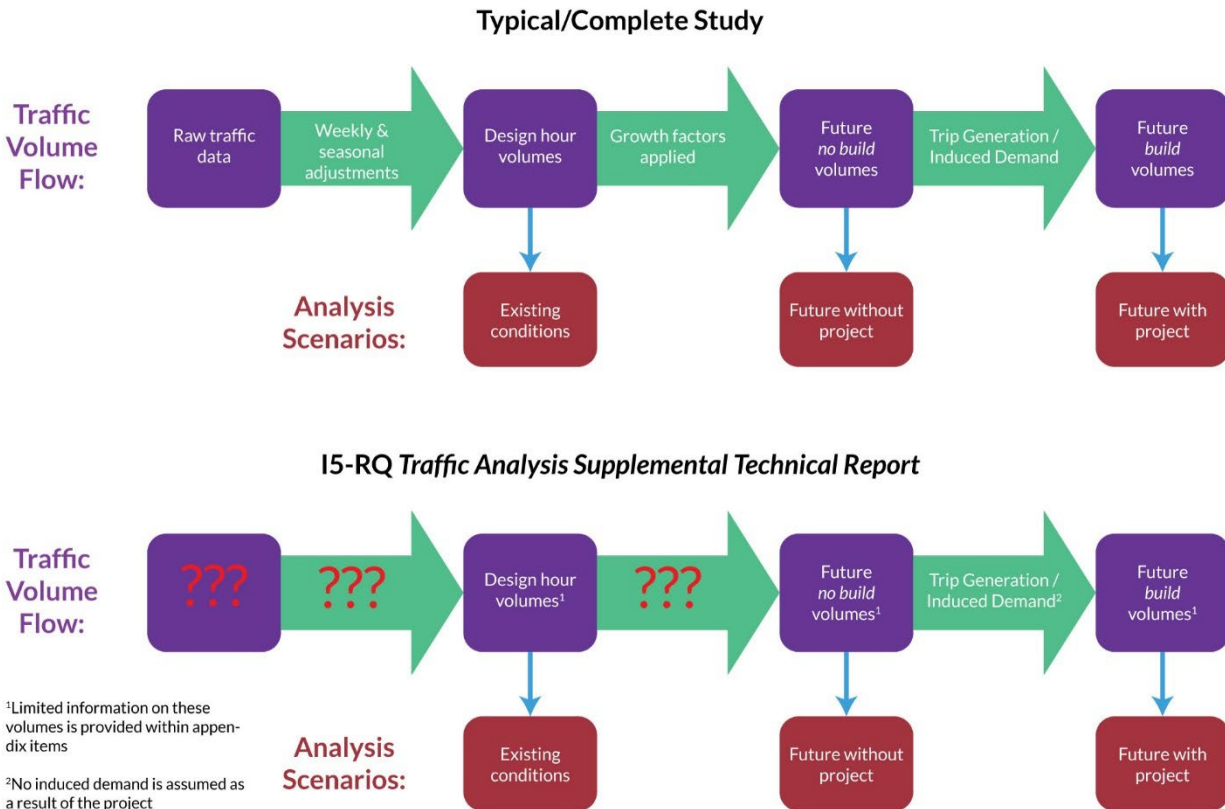 Typical/Complete Study
Traffic
Volume
Flow:
Raw traffic
data
Weekly &
seasonal
adjustments
Design hour
volumes
Growth factors
applied
Future
no build
volumes
Trip Generation /
Induced Demand
Future
build
volumes
Analysis
Scenarios:
Existing
conditions
Future without
project
Future with
project
I5-RQ Traffic Analysis Supplemental Technical Report
Traffic
Volume
Flow:
???
???
Design hour
volumes¹
???
Future
no build
volumes¹
Trip Generation /
Induced Demand²
Future
build
volumes¹
Analysis
Scenarios:
Existing
conditions
Future without
project
Future with
project
¹Limited information on these
volumes is provided within appen-
dix items
²No induced demand is assumed as
a result of the project